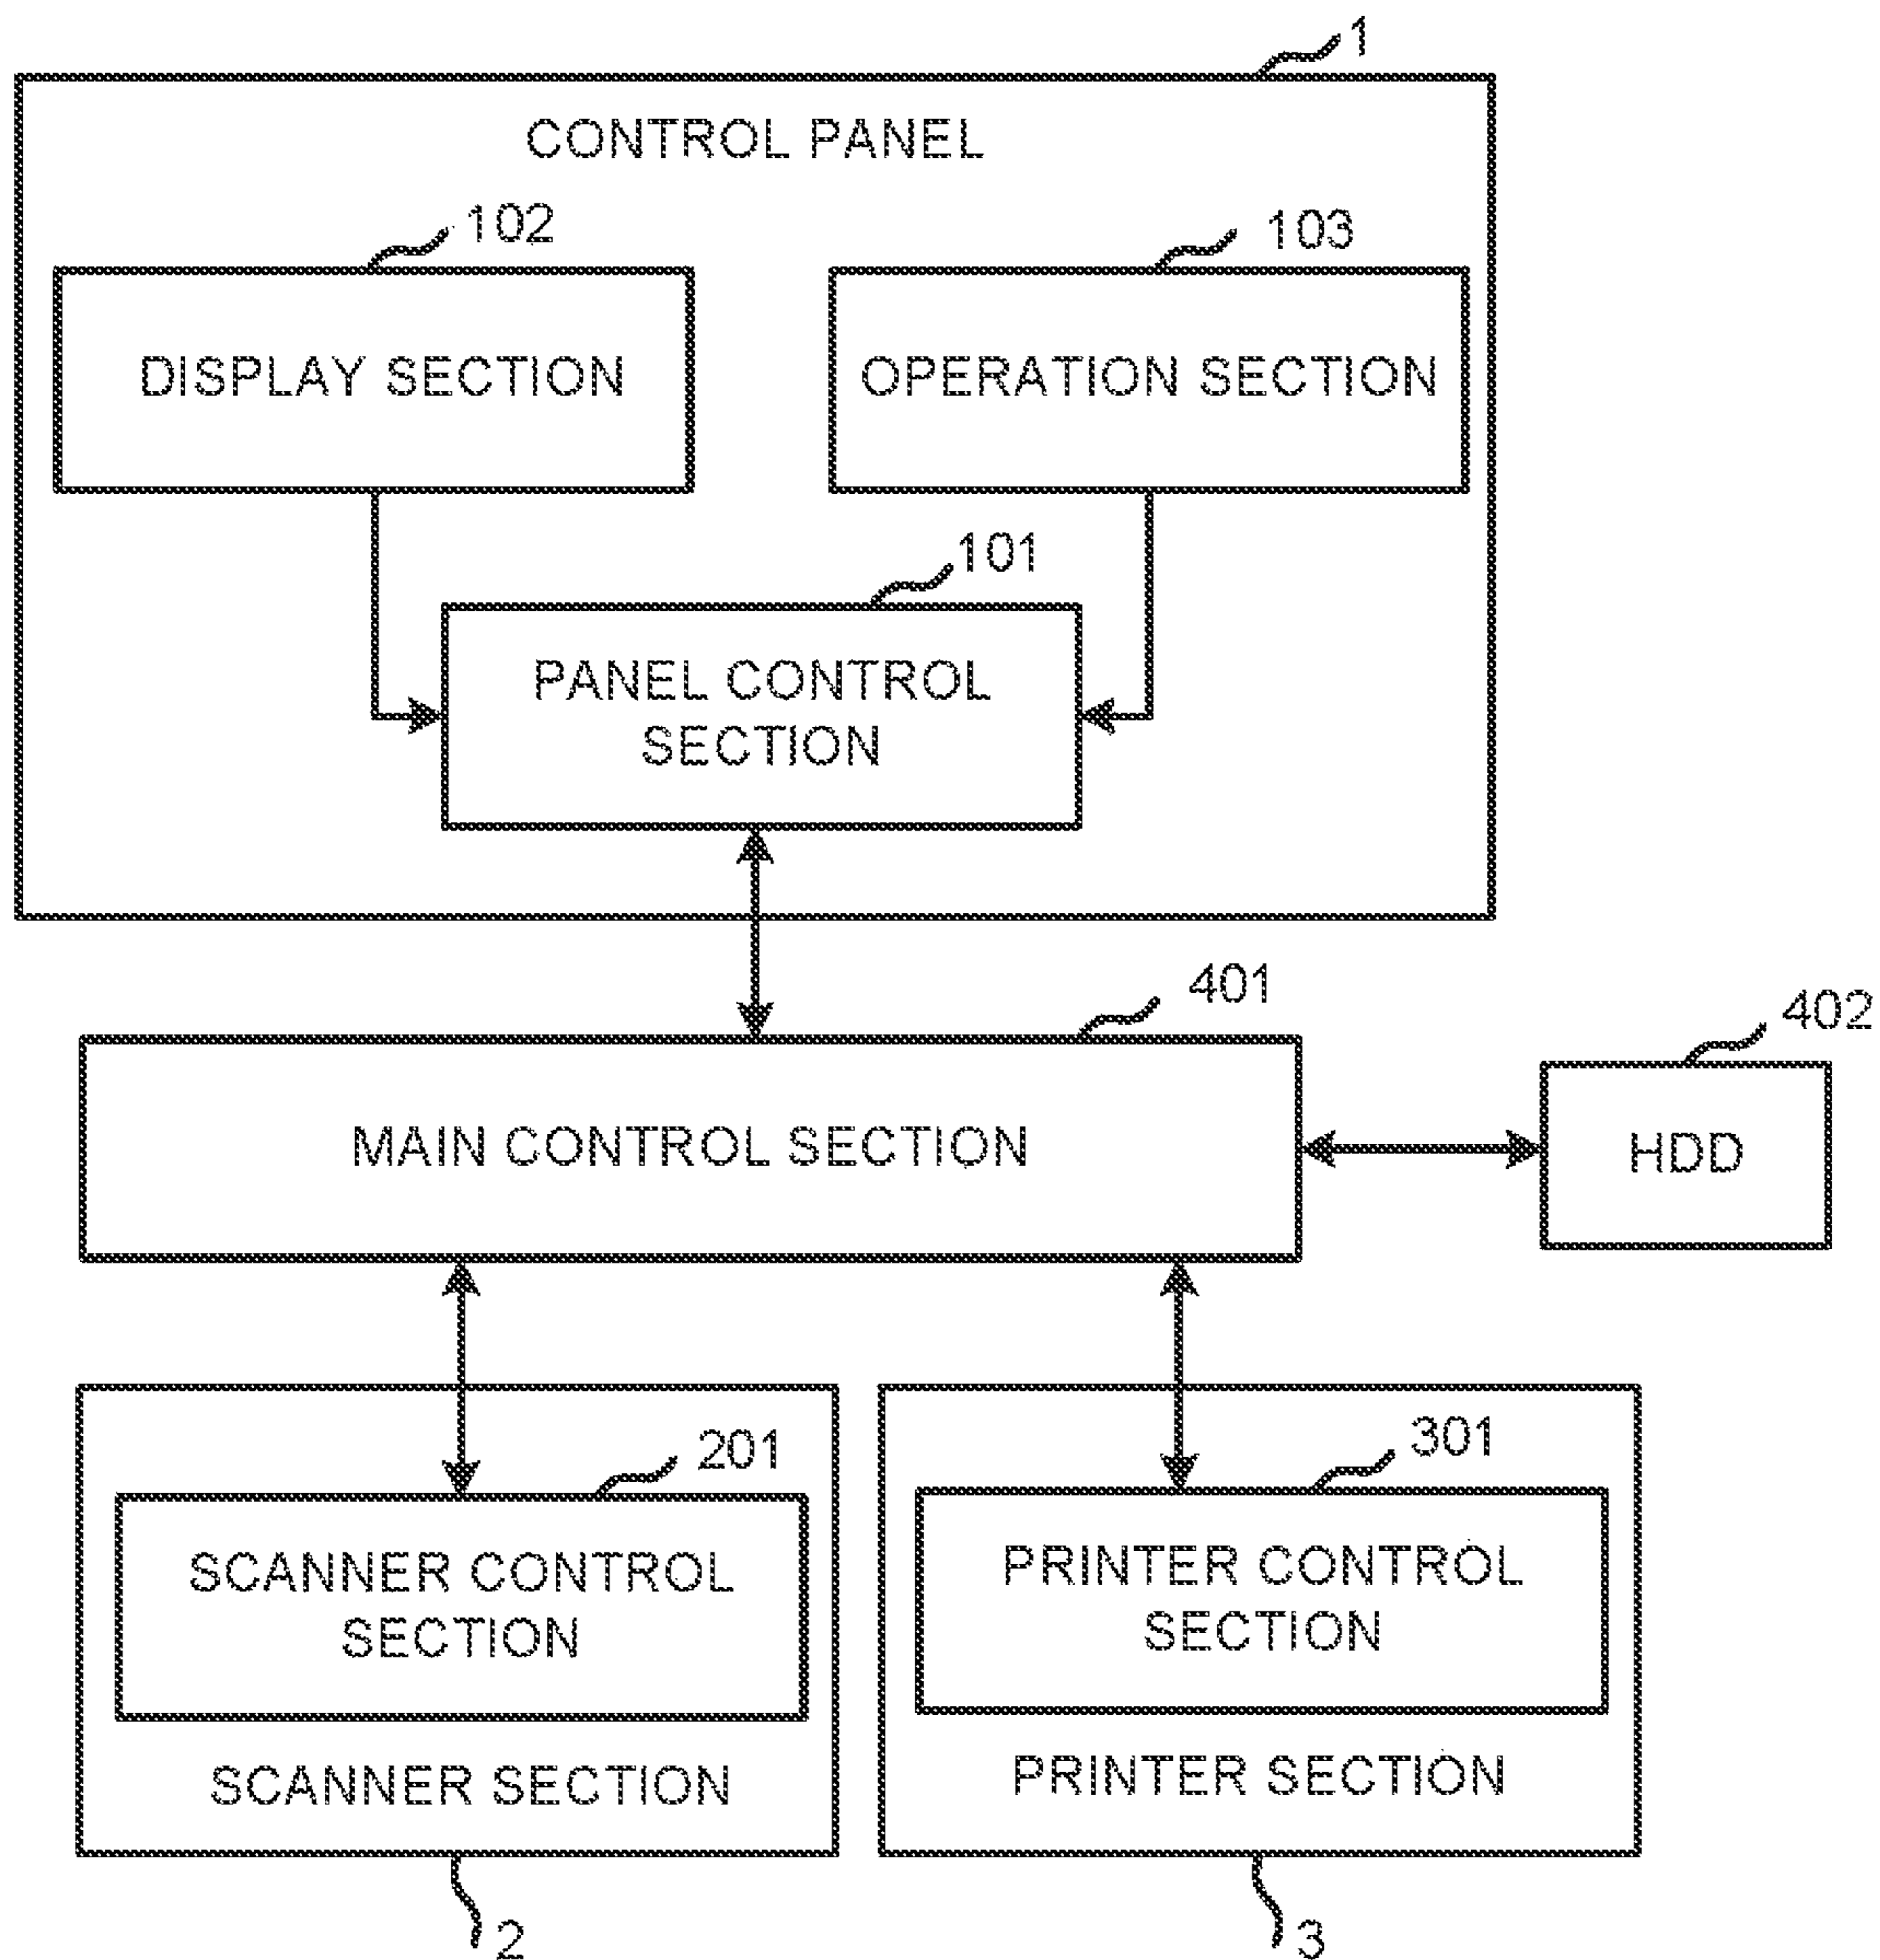 1
CONTROL PANEL
102
103
DISPLAY SECTION
OPERATION SECTION
101
PANEL CONTROL
SECTION
401
402
MAIN CONTROL SECTION
HDD
201
301
SCANNER CONTROL
SECTION
PRINTER CONTROL
SECTION
SCANNER SECTION
PRINTER SECTION
2
3